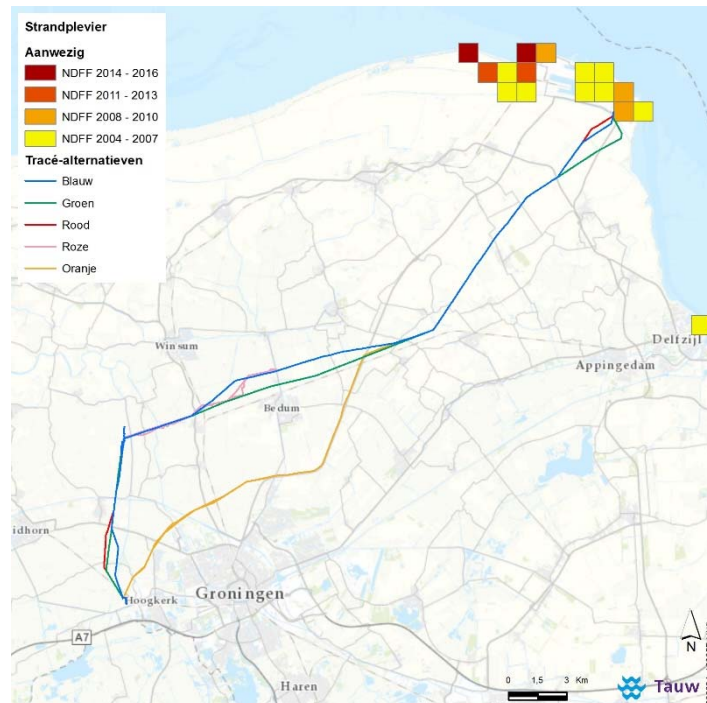 Strandplevier
Aanwezig
NDFF 2014 - 2016
NDFF 2011 - 2013
NDFF 2008 - 2010
NDFF 2004 - 2007
Tracé-alternatieven
Blauw
Groen
Rood
Roze
Oranje
Winsum
Delfzijl
Appingedam
Bedum
idhorn
Hoogkerk
Groningen
A7
N
Haren
0 1,5 3 Km
Tauw